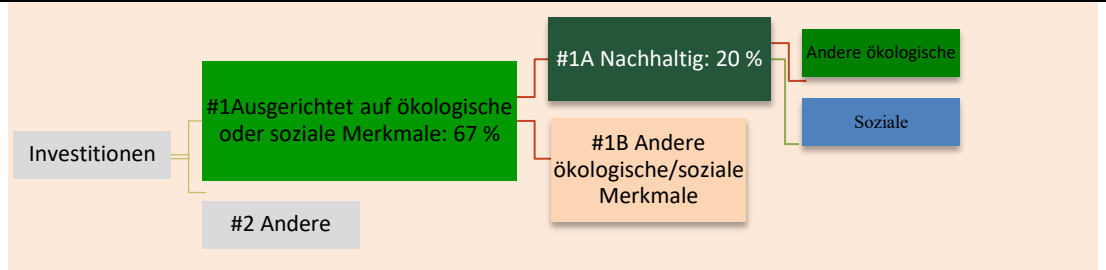 Investitionen
#1Ausgerichtet auf ökologische
oder soziale Merkmale: 67 %
#2 Andere
#1A Nachhaltig: 20 %
#1B Andere
ökologische/soziale
Merkmale
Andere ökologische
Soziale